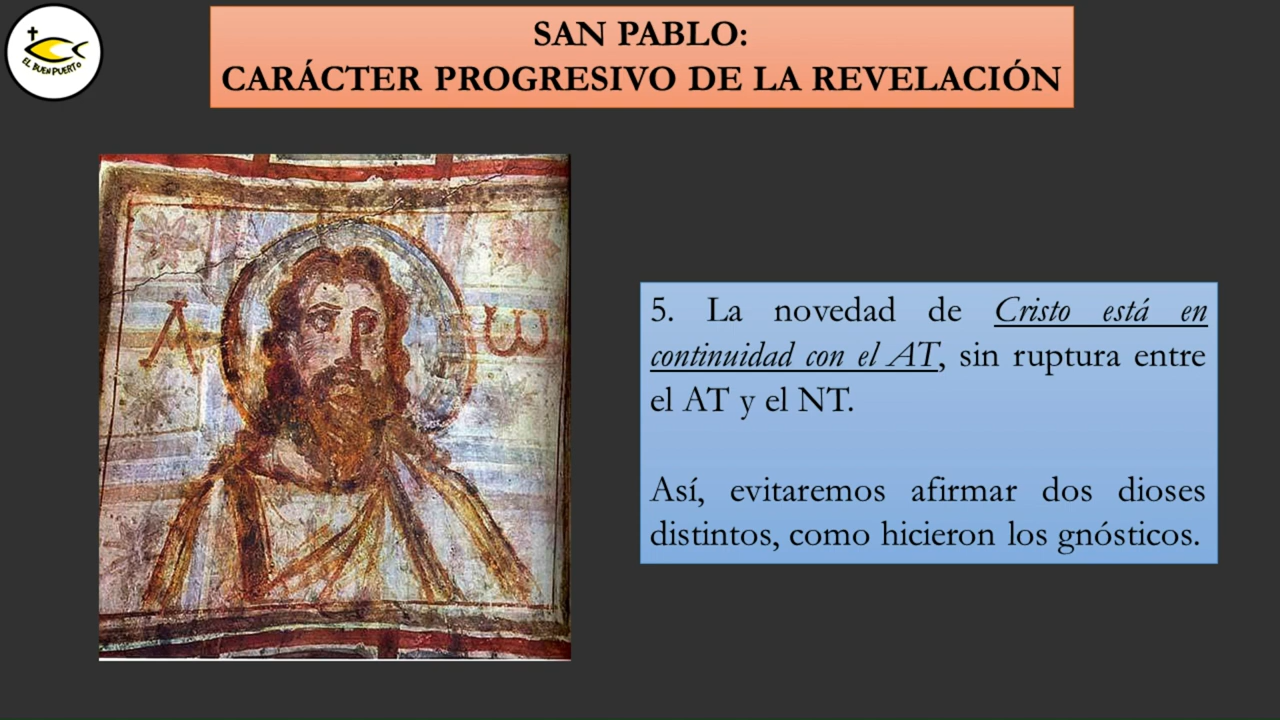 EL BUEN PUERTO
SAN PABLO:
CARÁCTER PROGRESIVO DE LA REVELACIÓN
Α ω
5. La novedad de Cristo está en
continuidad con el AT, sin ruptura entre
el AT y el NT.
Así, evitaremos afirmar dos dioses
distintos, como hicieron los gnósticos.